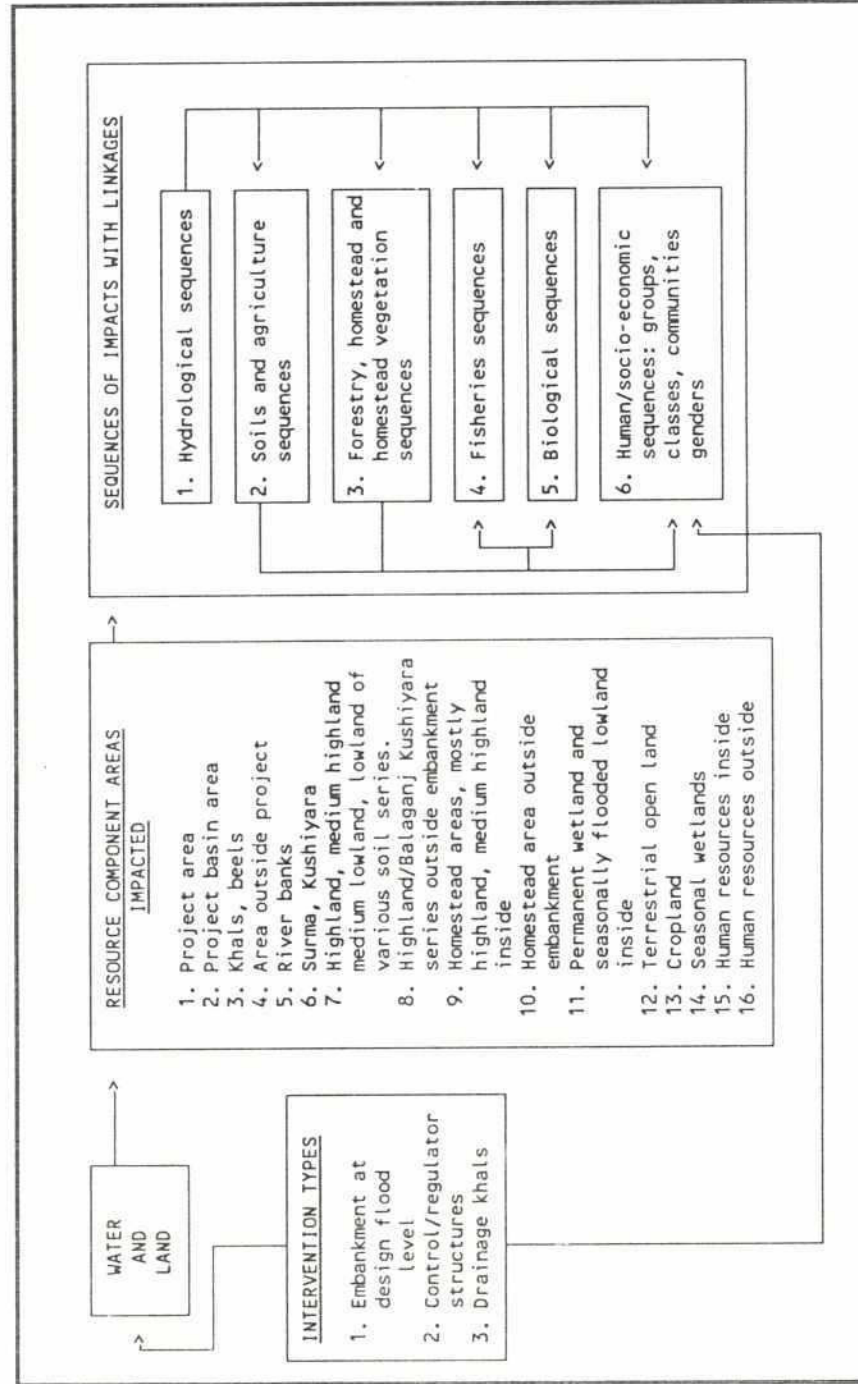 WATER
AND
LAND
INTERVENTION TYPES
1. Embankment at
design flood
level
2. Control/regulator
structures
3. Drainage khals
RESOURCE COMPONENT AREAS
IMPACTED
1. Project area
2. Project basin area
3. Khals, beels
4. Area outside project
5. River banks
6. Surma, Kushiyara
7. Highland, medium highland
medium lowland, lowland of
various soil series.
8. Highland/Balaganj Kushiyara
series outside embankment
9. Homestead areas, mostly
highland, medium highland
inside
10. Homestead area outside
embankment
11. Permanent wetland and
seasonally flooded lowland
inside
12. Terrestrial open land
13. Cropland
14. Seasonal wetlands
15. Human resources inside
16. Human resources outside
SEQUENCES OF IMPACTS WITH LINKAGES
1. Hydrological sequences
2. Soils and agriculture
sequences
3. Forestry, homestead and
homestead vegetation
sequences
4. Fisheries sequences
5. Biological sequences
6. Human/socio-economic
sequences: groups,
classes, communities
genders